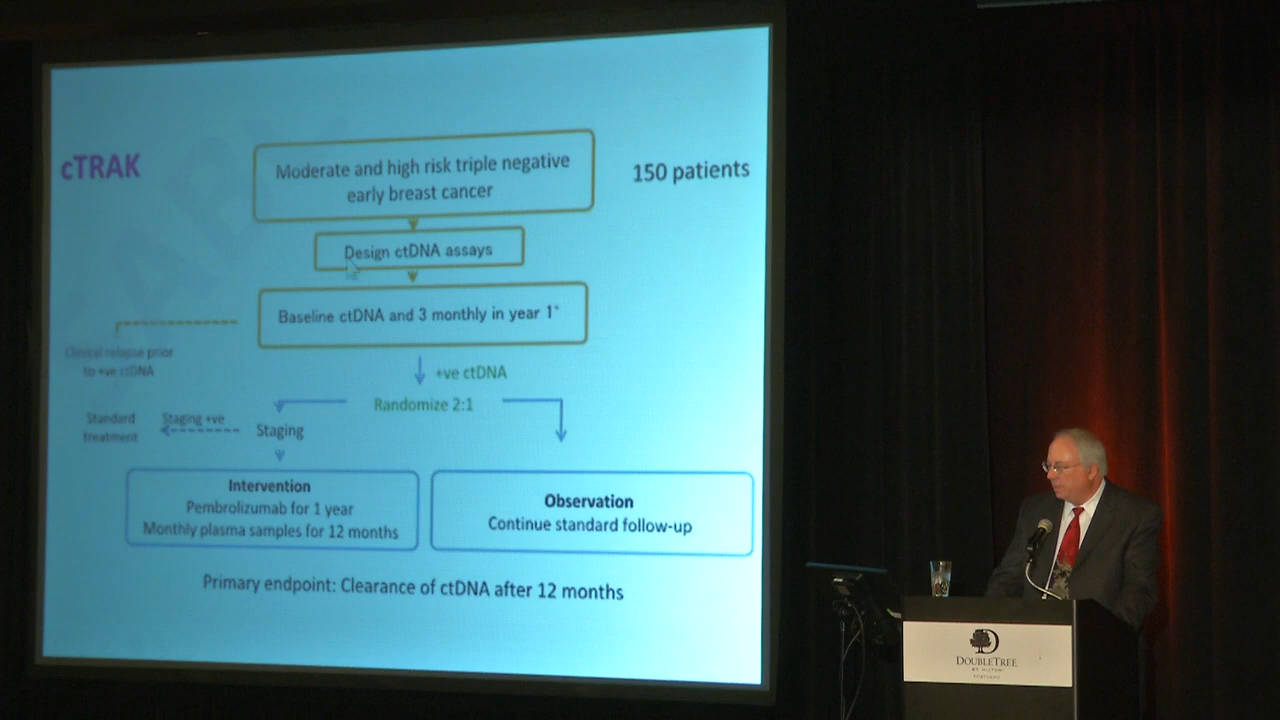 cTRAK
Moderate and high risk triple negative
early breast cancer
150 patients
Design ctDNA assays
Baseline ctDNA and 3 monthly in year 1*
Clinical relapse prior
to +ve ctDNA
+ve ctDNA
Randomize 2:1
Standard
treatment
Staging +ve
Staging
Intervention
Pembrolizumab for 1 year
Monthly plasma samples for 12 months
Observation
Continue standard follow-up
Primary endpoint: Clearance of ctDNA after 12 months
DOUBLETREE
BY HILTON